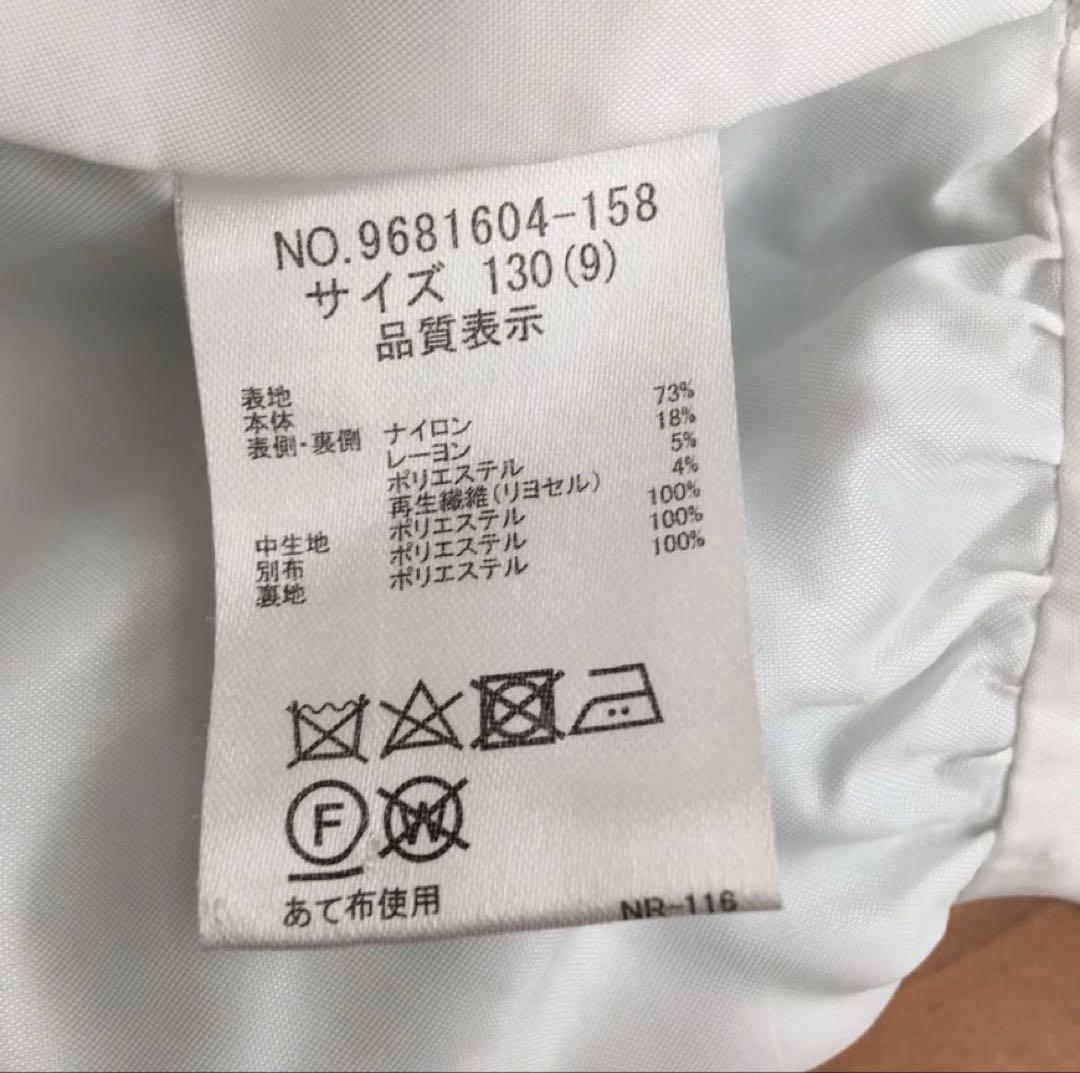 NO.9681604-158
サイズ 130(9)
品質表示
表地
本体 73%
表側・裏側 ナイロン 18%
レーヨン 5%
ポリエステル 4%
再生繊維(リヨセル) 100%
中生地 ポリエステル 100%
別布 ポリエステル 100%
裏地 ポリエステル
F
W
あて布使用 NR-116